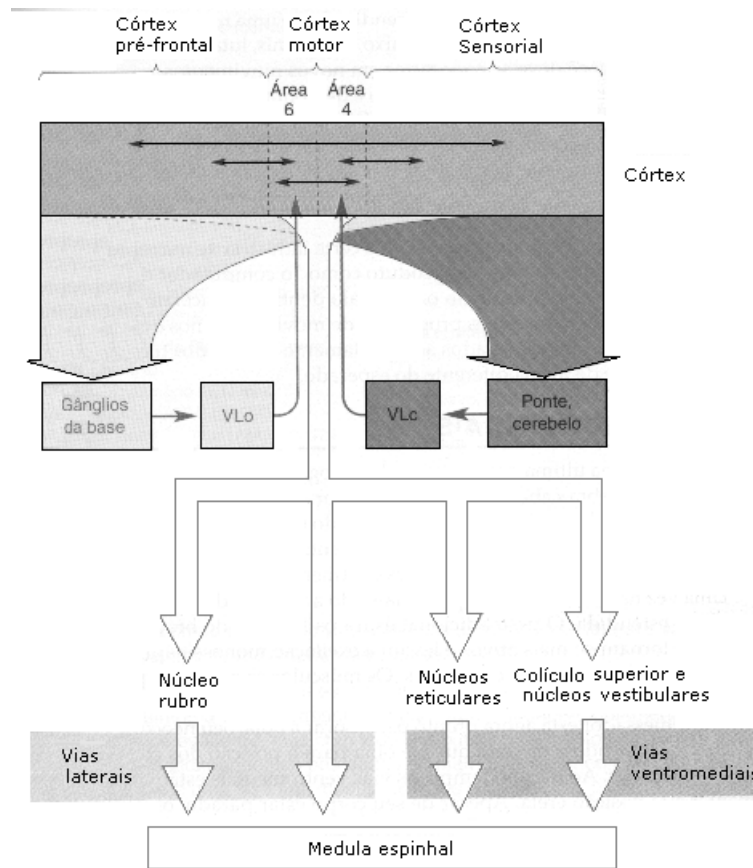 Córtex
pré-frontal
Córtex
motor
Córtex
Sensorial
Área
6
Área
4
Córtex
Gânglios
da base
VLo
VLc
Ponte,
cerebelo
Núcleo
rubro
Núcleos
reticulares
Colículo superior e
núcleos vestibulares
Vias
laterais
Vias
ventromediais
Medula espinhal